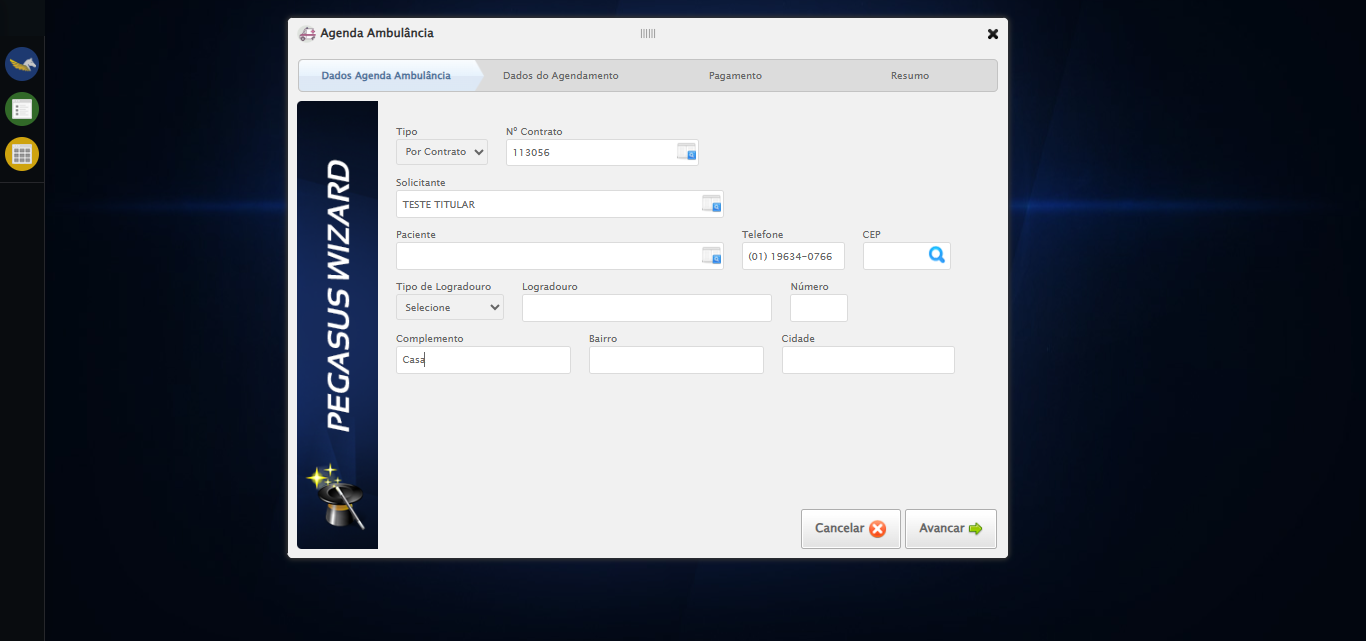 Agenda Ambulância
Dados Agenda Ambulância Dados do Agendamento Pagamento Resumo
PEGASUS WIZARD
Tipo Nº Contrato
Por Contrato 113056
Solicitante
TESTE TITULAR
Paciente Telefone CEP
(01) 19634-0766
Tipo de Logradouro Logradouro Número
Selecione
Complemento Bairro Cidade
Casa
Cancelar Avancar